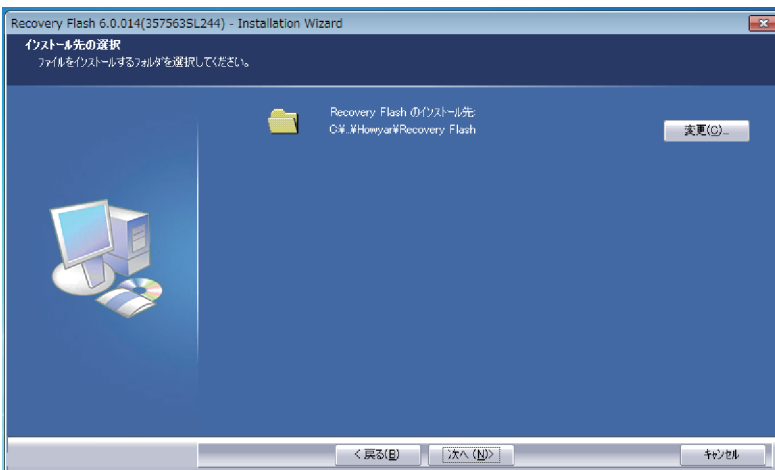 Recovery Flash 6.0.014(357563SL244) - Installation Wizard
インストール先の選択
ファイルをインストールするフォルダを選択してください。
Recovery Flash のインストール先:
C¥..¥Howyar¥Recovery Flash
変更(C)...
< 戻る(B)
次へ (N)>
キャンセル